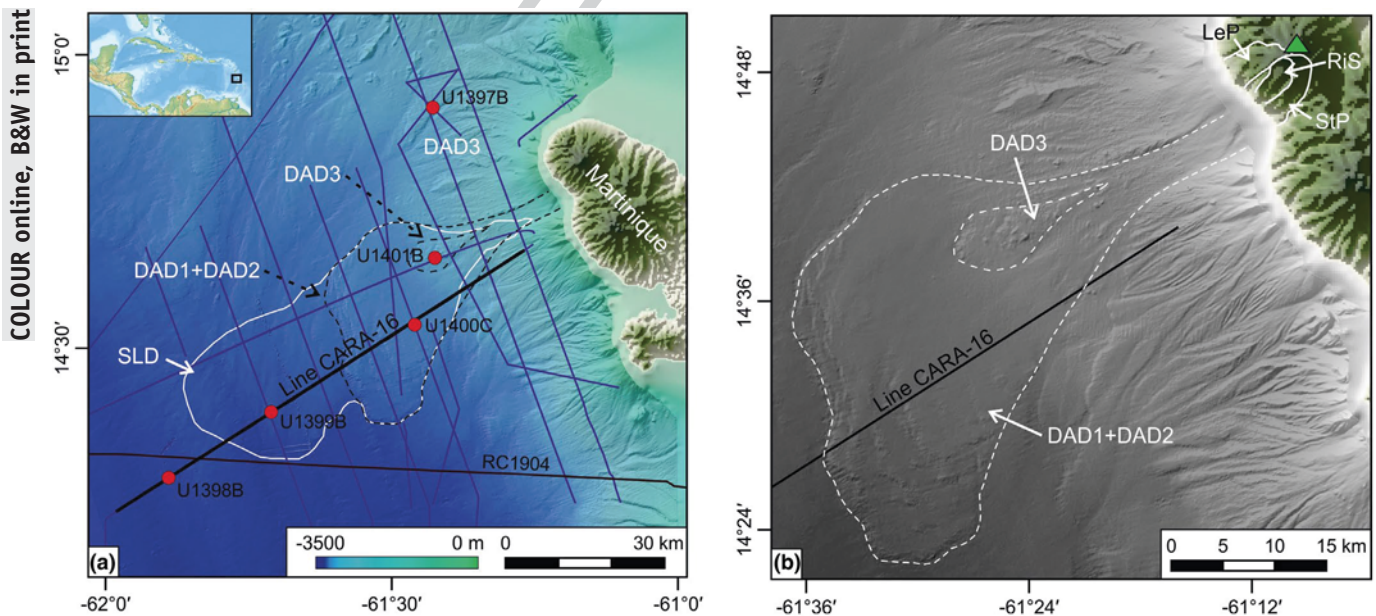 COLOUR online, B&W in print
15°0'
14°30'
U1397B
DAD3
DAD3
Martinique
U1401B
DAD1+DAD2
U1400C
SLD
Line CARA-16
U1399B
RC1904
U1398B
(a)
-3500 0 m
0 30 km
-62°0' -61°30' -61°0'
14°48'
14°36'
14°24'
LeP
RiS
StP
DAD3
Line CARA-16
DAD1+DAD2
(b)
0 5 10 15 km
-61°36' -61°24' -61°12'